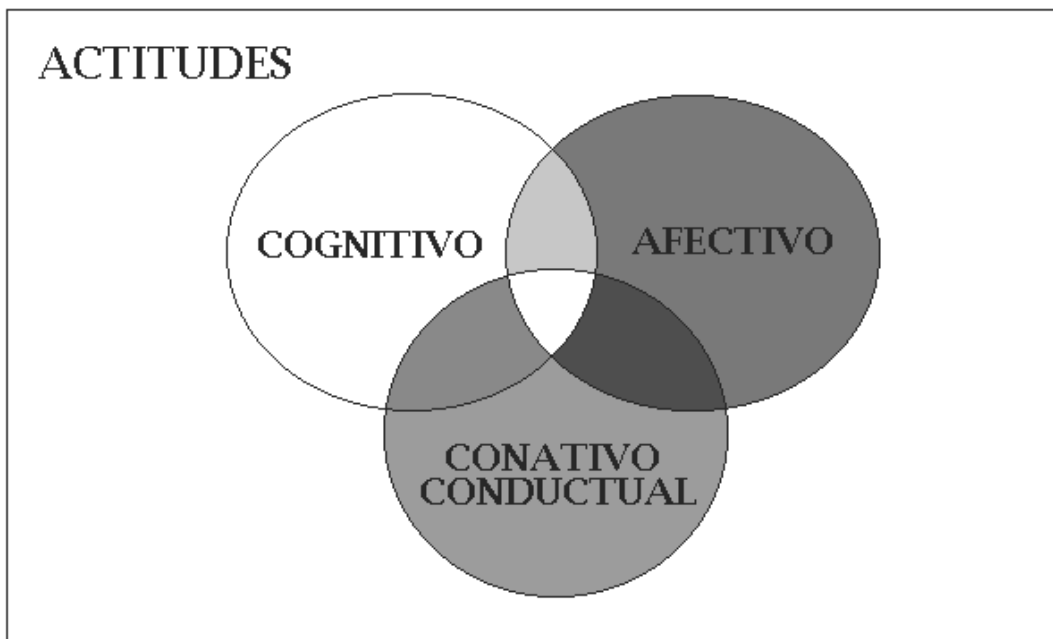 ACTITUDES
COGNITIVO
AFECTIVO
CONATIVO
CONDUCTUAL